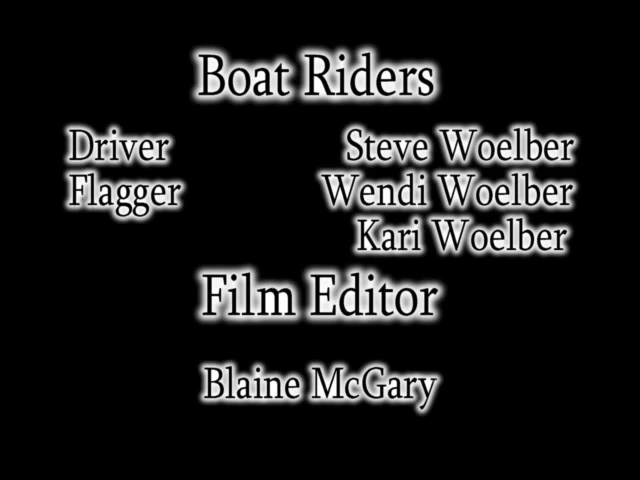 Boat Riders
Driver Steve Woelber
Flagger Wendi Woelber
Kari Woelber
Film Editor
Blaine McGary